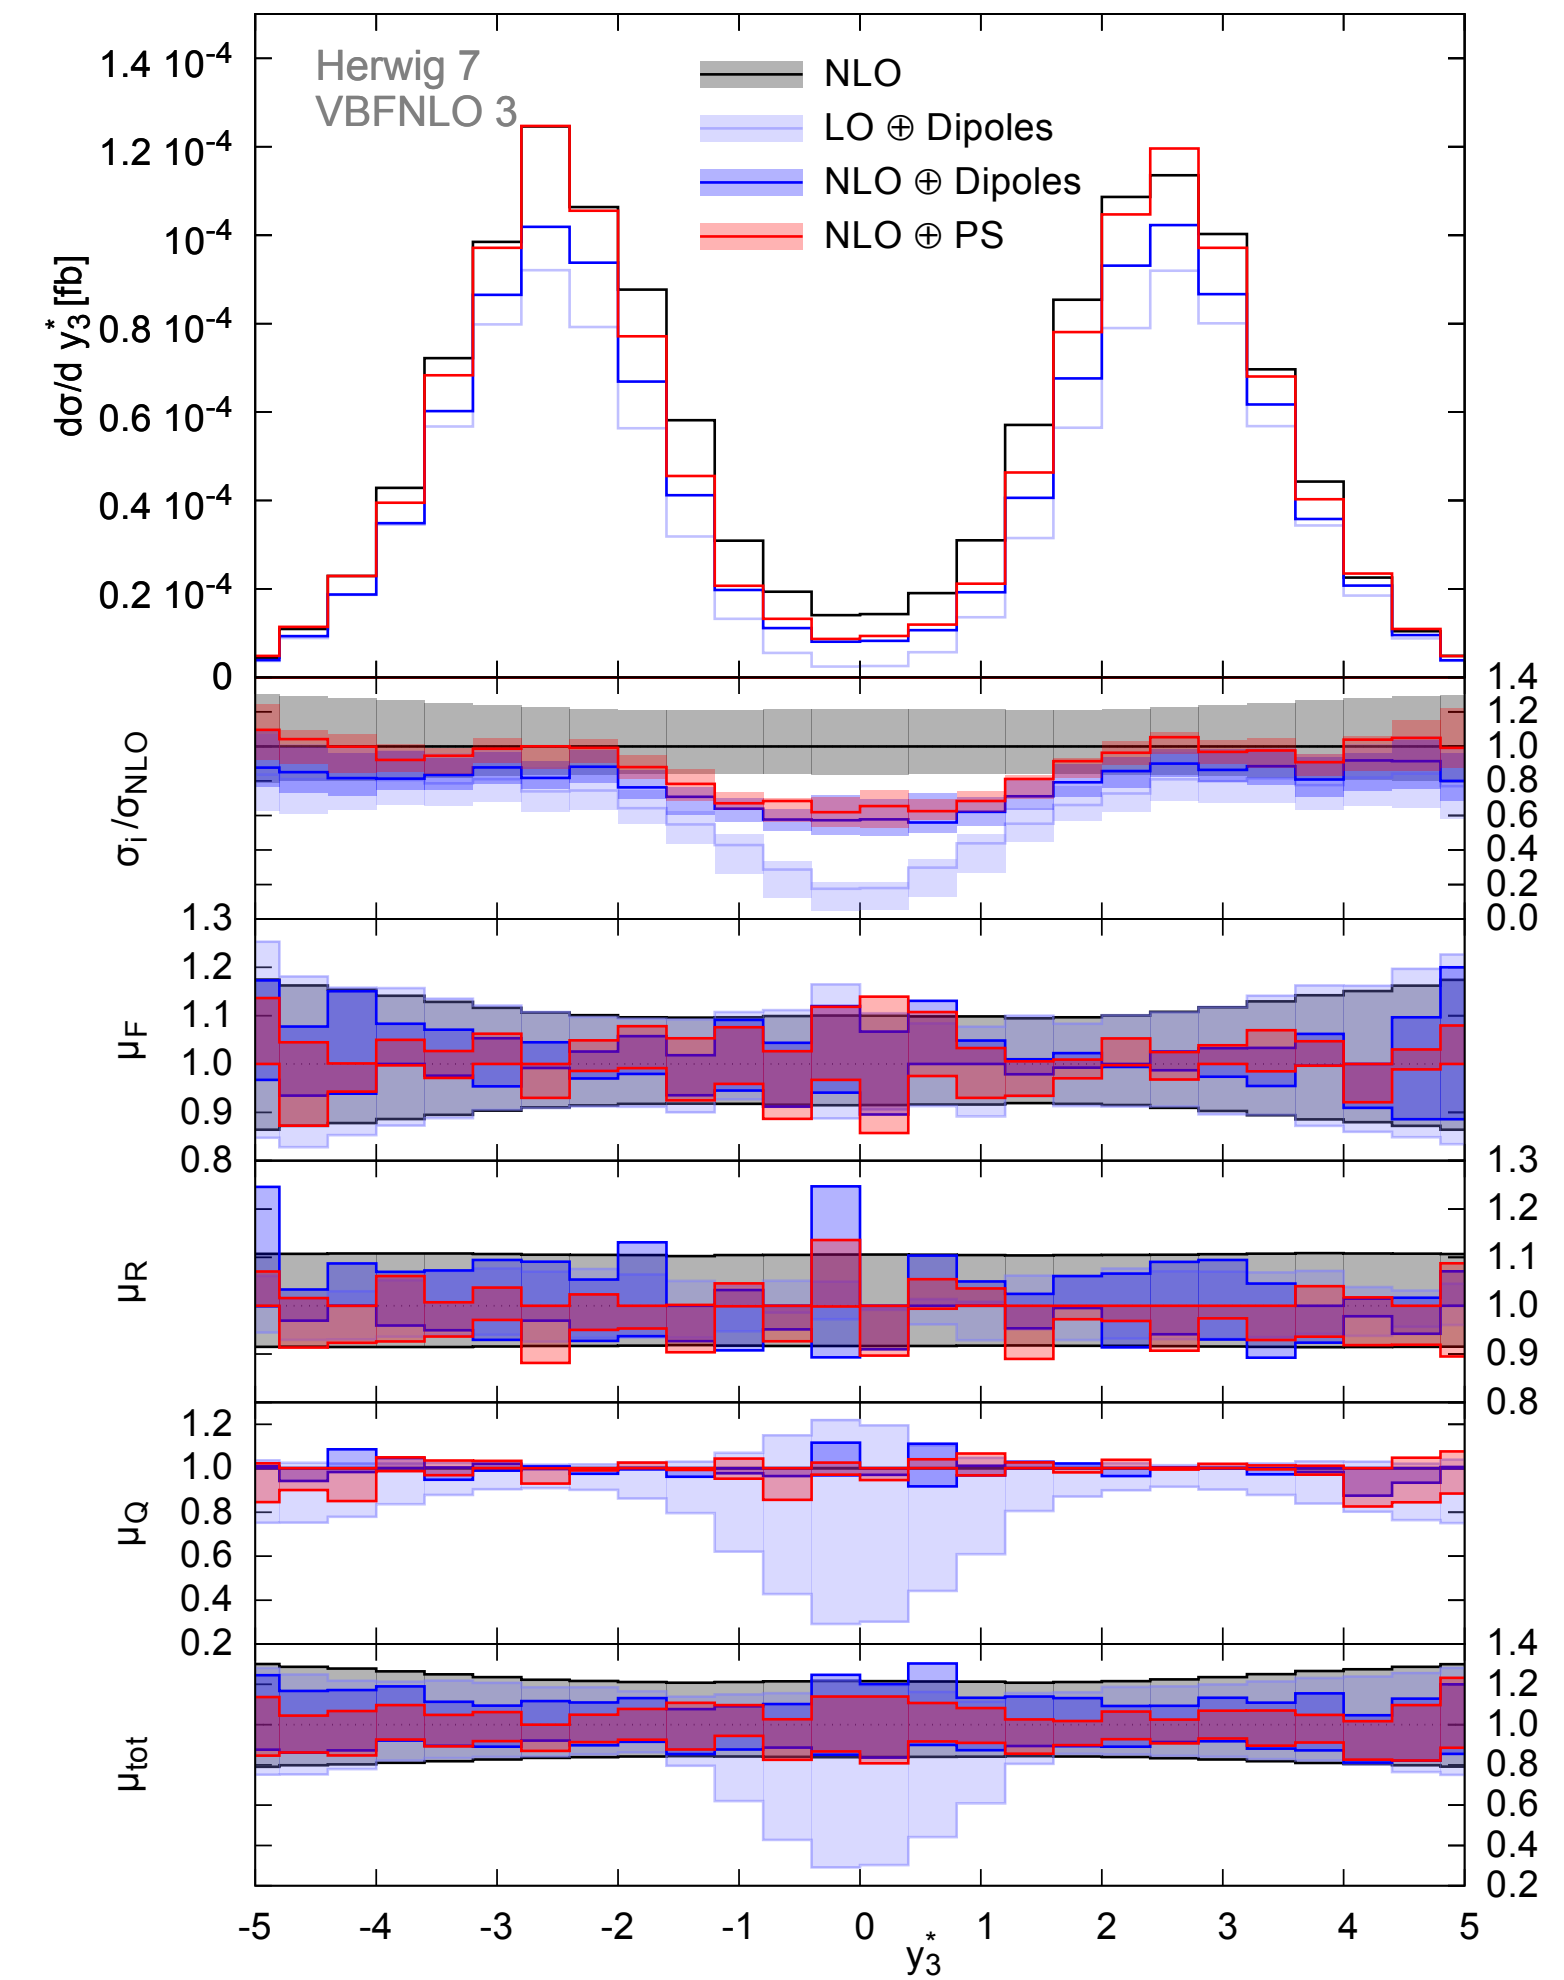 Herwig 7
VBFNLO 3
NLO
LO ⊕ Dipoles
NLO ⊕ Dipoles
NLO ⊕ PS
dσ/d y*3 [fb]
1.4 10-4
1.2 10-4
10-4
0.8 10-4
0.6 10-4
0.4 10-4
0.2 10-4
0
σi /σNLO
1.4
1.2
1.0
0.8
0.6
0.4
0.2
0.0
μF
1.3
1.2
1.1
1.0
0.9
0.8
μR
1.3
1.2
1.1
1.0
0.9
0.8
μQ
1.2
1.0
0.8
0.6
0.4
0.2
μtot
1.4
1.2
1.0
0.8
0.6
0.4
0.2
-5 -4 -3 -2 -1 0 1 2 3 4 5
y*3